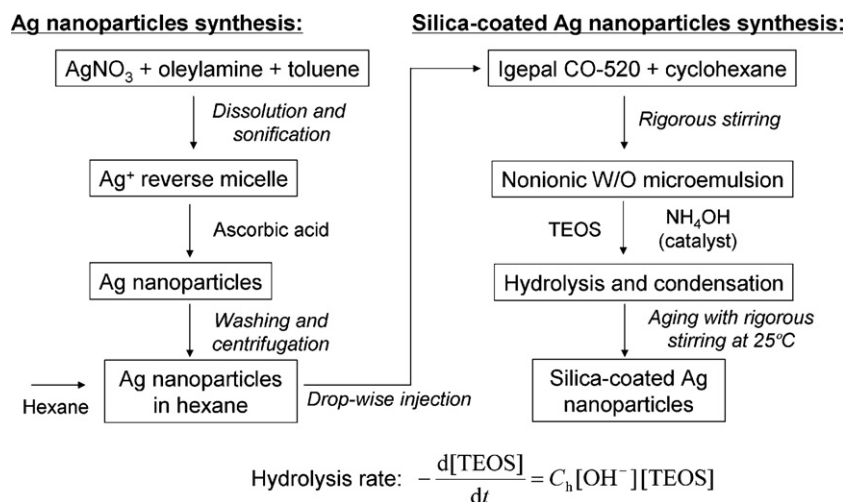 Ag nanoparticles synthesis:
AgNO₃ + oleylamine + toluene
Dissolution and
sonification
Ag⁺ reverse micelle
Ascorbic acid
Ag nanoparticles
Washing and
centrifugation
Hexane
Ag nanoparticles
in hexane
Drop-wise injection
Silica-coated Ag nanoparticles synthesis:
Igepal CO-520 + cyclohexane
Rigorous stirring
Nonionic W/O microemulsion
TEOS
NH₄OH
(catalyst)
Hydrolysis and condensation
Aging with rigorous
stirring at 25°C
Silica-coated Ag
nanoparticles
Hydrolysis rate: − d[TEOS]/dt = Cₕ[OH⁻][TEOS]